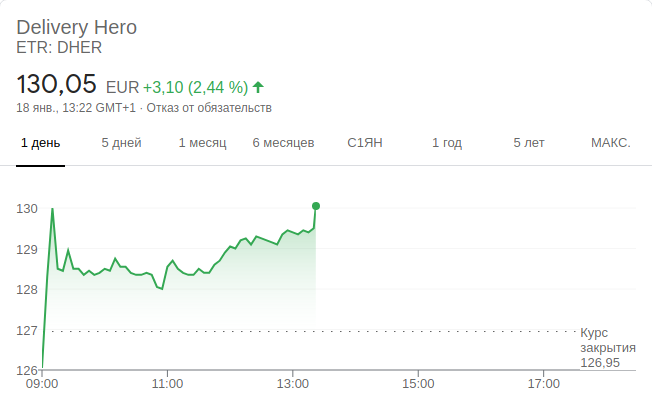 Delivery Hero
ETR: DHER
130,05 EUR +3,10 (2,44 %)
18 янв., 13:22 GMT+1 · Отказ от обязательств
1 день 5 дней 1 месяц 6 месяцев С1ЯН 1 год 5 лет МАКС.
130
129
128
127
Курс
закрытия
126,95
126
09:00 11:00 13:00 15:00 17:00